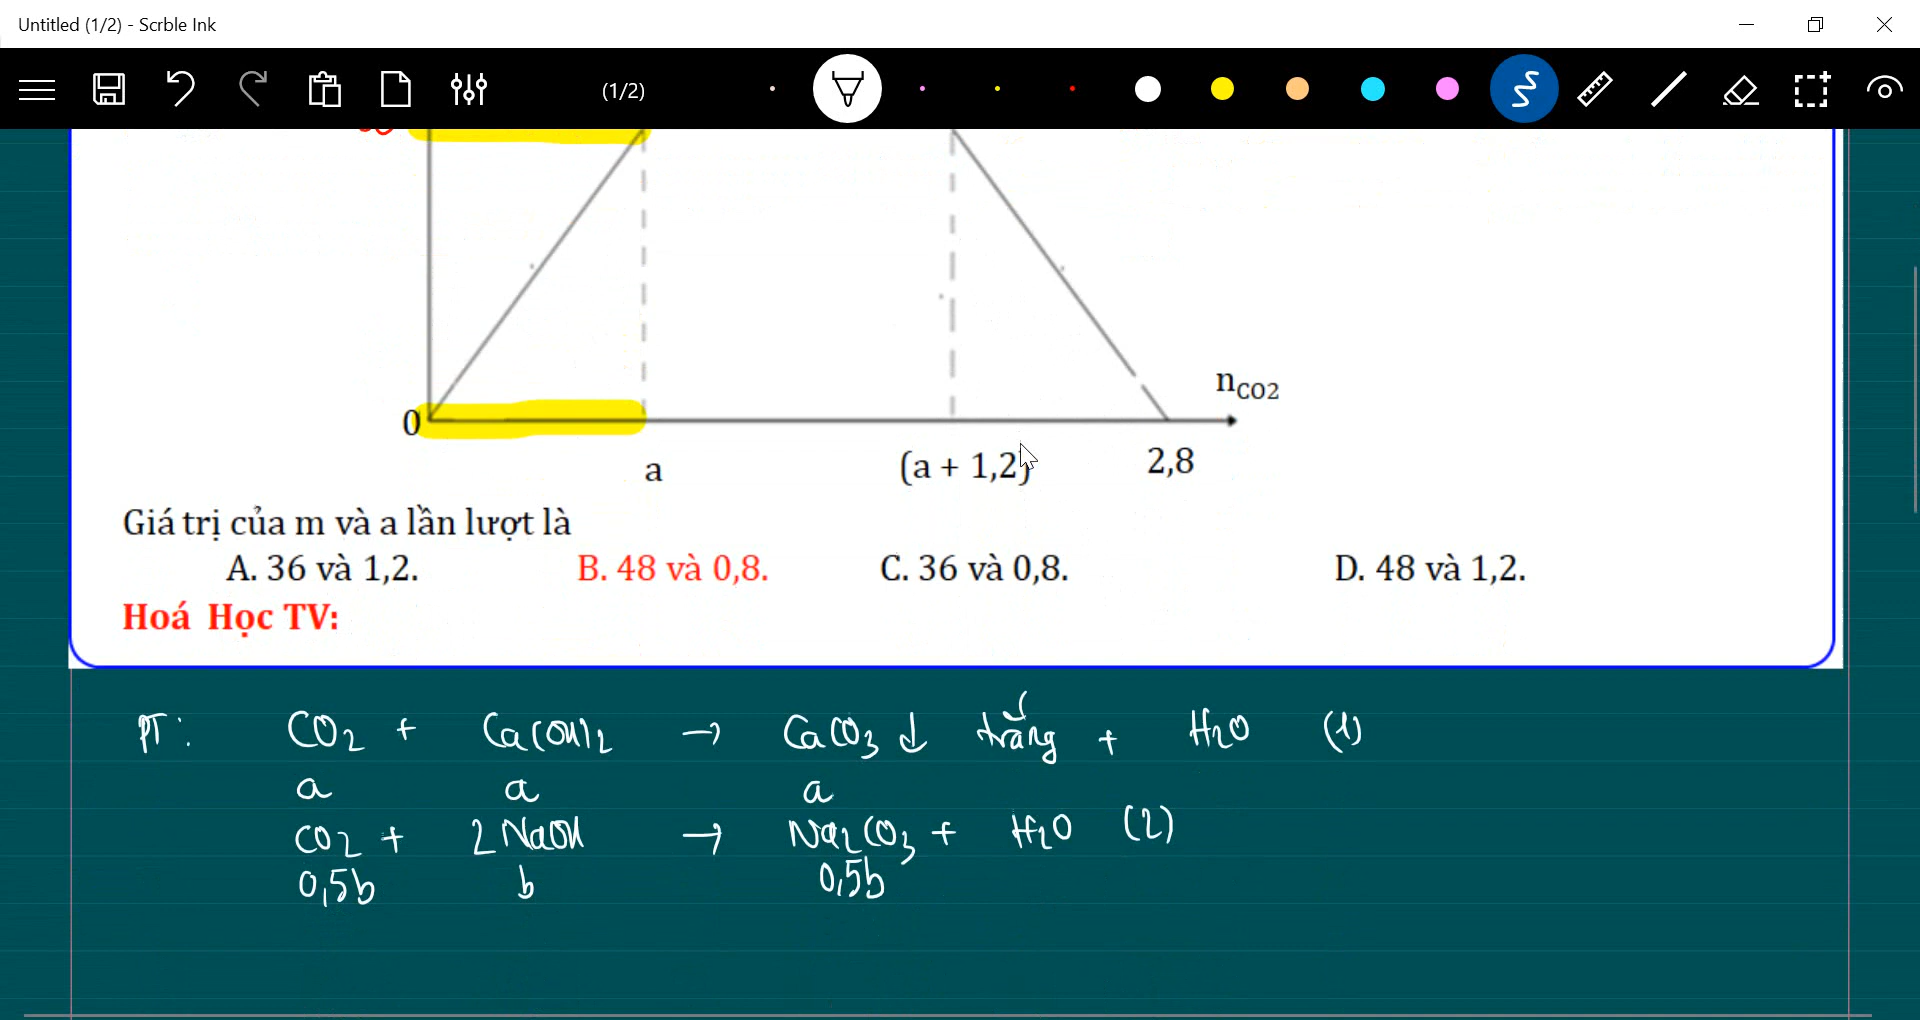 Untitled (1/2) - Scrble Ink
(1/2)
n_CO2
0
a
(a + 1,2)
2,8
Giá trị của m và a lần lượt là
A. 36 và 1,2. B. 48 và 0,8. C. 36 và 0,8. D. 48 và 1,2.
Hoá Học TV:
PT: CO2 + Ca(OH)2 → CaCO3 ↓ trắng + H2O (1)
a a a
CO2 + 2NaOH → Na2CO3 + H2O (2)
0,5b b 0,5b